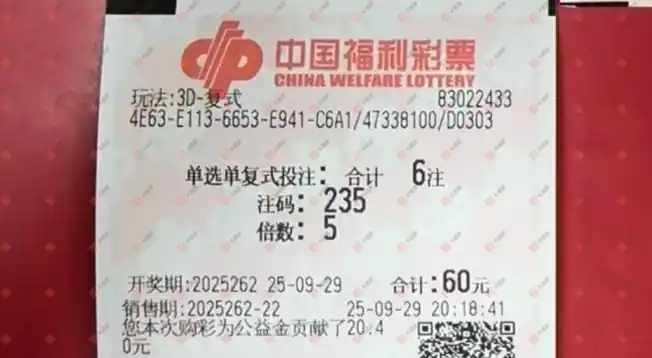 中国福利彩票
CHINA WELFARE LOTTERY
玩法:3D-复式 83022433
4E63-E113-6653-E941-C6A1/47338100/D0303
单选单复式投注: 合计 6注
注码: 235
倍数: 5
开奖期:2025262 25-09-29 合计:60元
销售期:2025262-22 25-09-29 20:18:41
您本次购彩为公益金贡献了20.4
0元